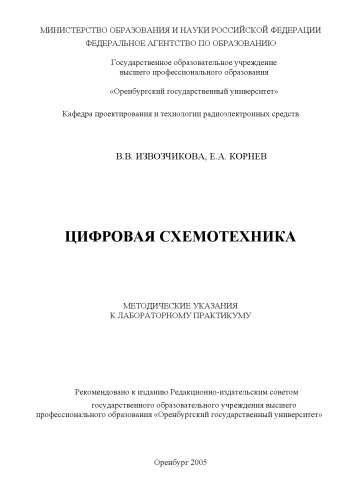 МИНИСТЕРСТВО ОБРАЗОВАНИЯ И НАУКИ РОССИЙСКОЙ ФЕДЕРАЦИИ
ФЕДЕРАЛЬНОЕ АГЕНТСТВО ПО ОБРАЗОВАНИЮ
Государственное образовательное учреждение
высшего профессионального образования
«Оренбургский государственный университет»
Кафедра проектирования и технологии радиоэлектронных средств
В.В. ИЗВОЗЧИКОВА, Е.А. КОРНЕВ
ЦИФРОВАЯ СХЕМОТЕХНИКА
МЕТОДИЧЕСКИЕ УКАЗАНИЯ
К ЛАБОРАТОРНОМУ ПРАКТИКУМУ
Рекомендовано к изданию Редакционно-издательским советом
государственного образовательного учреждения высшего
профессионального образования «Оренбургский государственный университет»
Оренбург 2005